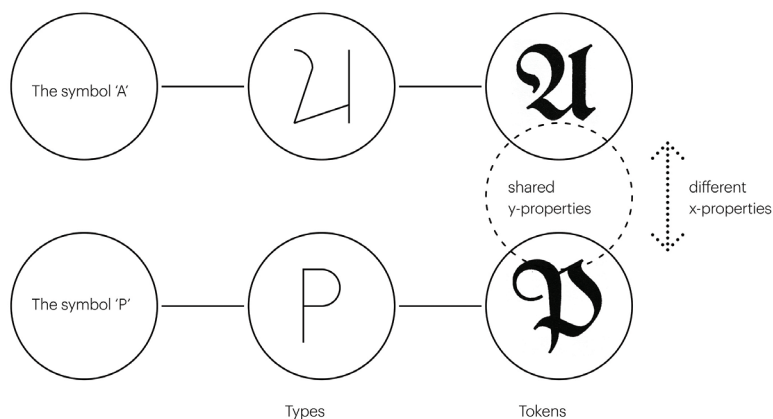 The symbol ‘A’
𝔄
𝔄
shared
y-properties
different
x-properties
The symbol ‘P’
P
𝔓
Types
Tokens